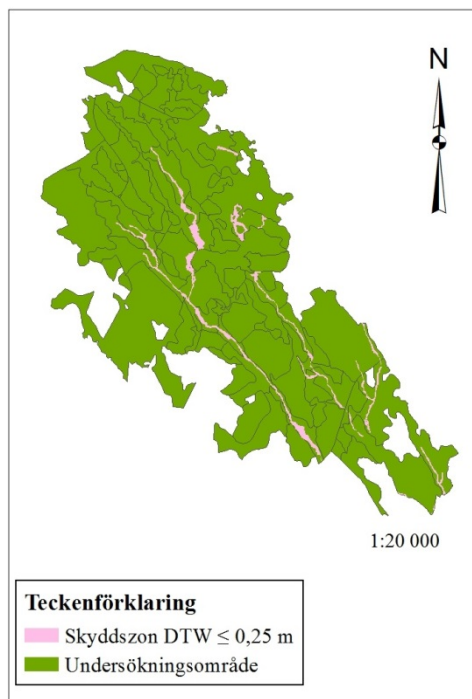 N
1:20 000
Teckenförklaring
Skyddszon DTW ≤ 0,25 m
Undersökningsområde